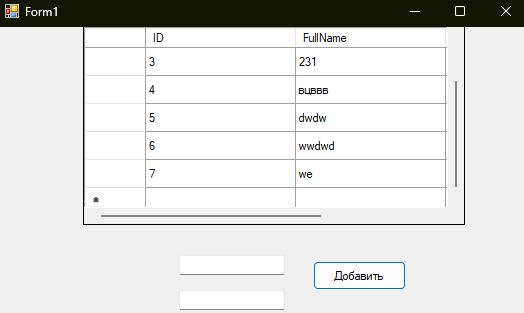 Form1
ID FullName
3 231
4 вцввв
5 dwdw
6 wwdwd
7 we
Добавить